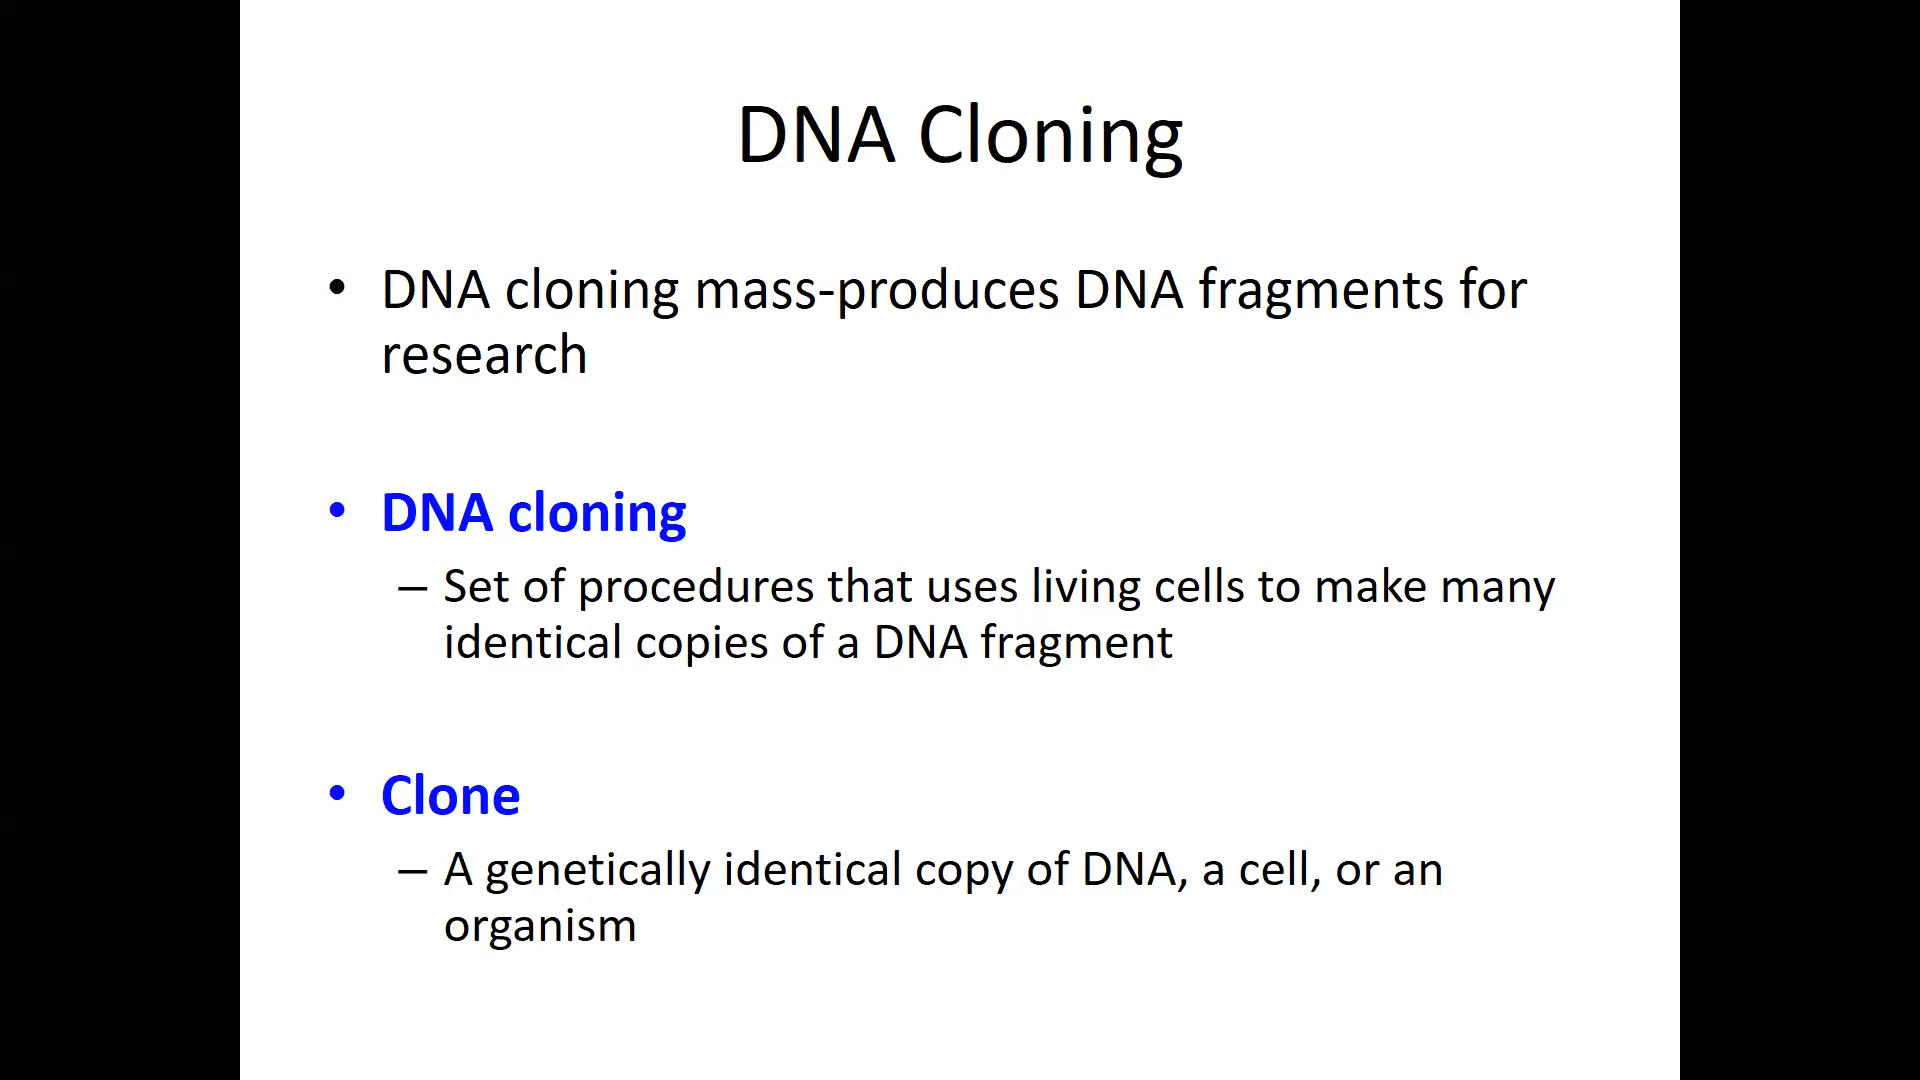 DNA Cloning
• DNA cloning mass-produces DNA fragments for
research
• DNA cloning
– Set of procedures that uses living cells to make many
identical copies of a DNA fragment
• Clone
– A genetically identical copy of DNA, a cell, or an
organism